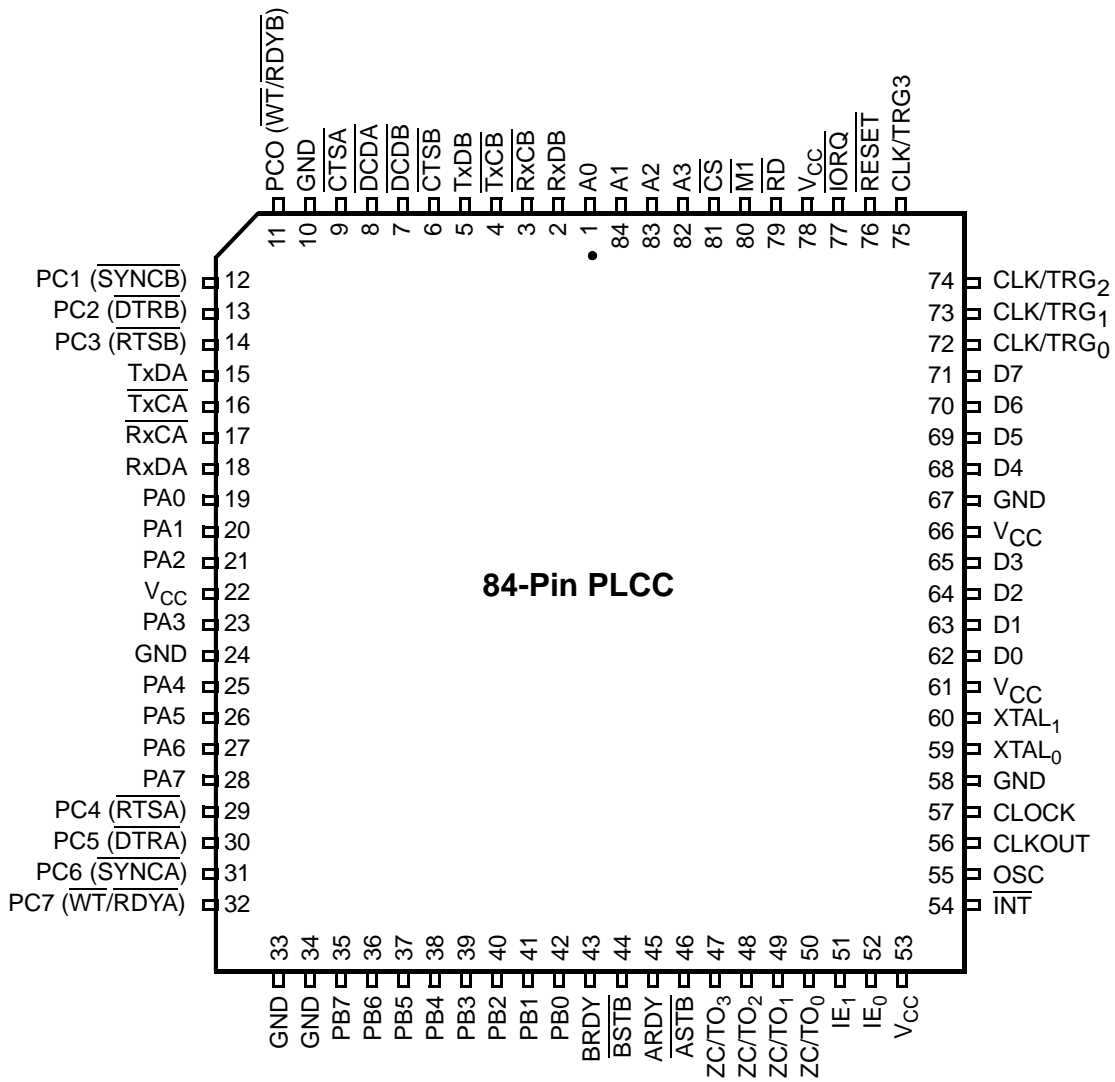 PCO (WT/RDYB)
GND
CTSA
DCDA
DCDB
CTSB
TxDB
TxCB
RxCB
RxDB
A0
A1
A2
A3
CS
M1
RD
VCC
IORQ
RESET
CLK/TRG3
11 10 9 8 7 6 5 4 3 2 1 84 83 82 81 80 79 78 77 76 75
PC1 (SYNCB) 12
PC2 (DTRB) 13
PC3 (RTSB) 14
TxDA 15
TxCA 16
RxCA 17
RxDA 18
PA0 19
PA1 20
PA2 21
VCC 22
PA3 23
GND 24
PA4 25
PA5 26
PA6 27
PA7 28
PC4 (RTSA) 29
PC5 (DTRA) 30
PC6 (SYNCA) 31
PC7 (WT/RDYA) 32
84-Pin PLCC
74 CLK/TRG2
73 CLK/TRG1
72 CLK/TRG0
71 D7
70 D6
69 D5
68 D4
67 GND
66 VCC
65 D3
64 D2
63 D1
62 D0
61 VCC
60 XTAL1
59 XTAL0
58 GND
57 CLOCK
56 CLKOUT
55 OSC
54 INT
33 34 35 36 37 38 39 40 41 42 43 44 45 46 47 48 49 50 51 52 53
GND
GND
PB7
PB6
PB5
PB4
PB3
PB2
PB1
PB0
BRDY
BSTB
ARDY
ASTB
ZC/TO3
ZC/TO2
ZC/TO1
ZC/TO0
IE1
IE0
VCC